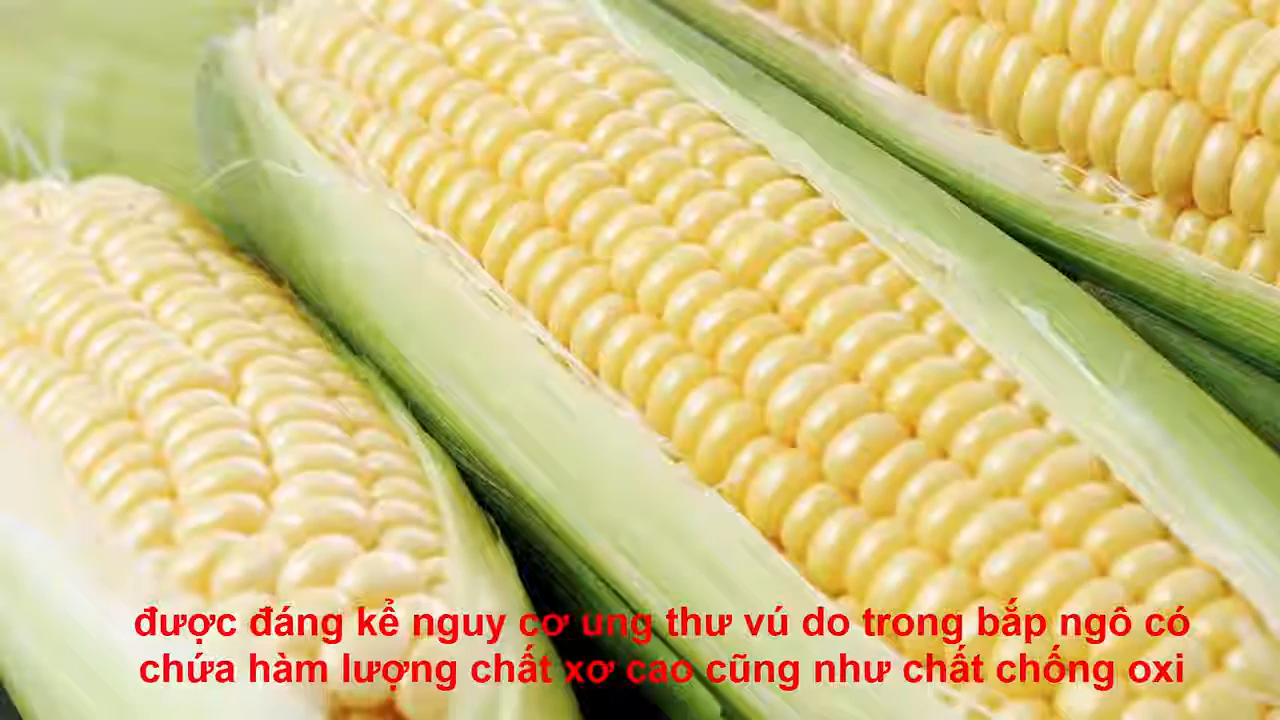 được đáng kể nguy cơ ung thư vú do trong bắp ngô có
chứa hàm lượng chất xơ cao cũng như chất chống oxi